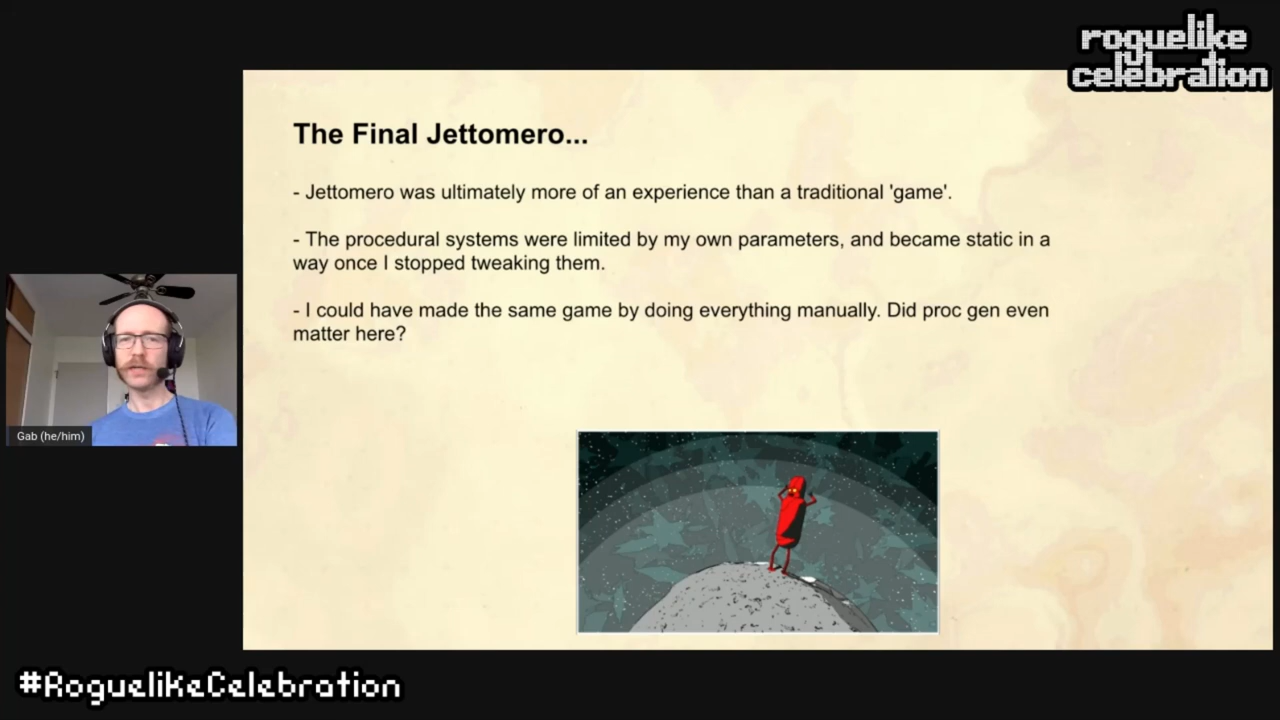 roguelike
celebration
The Final Jettomero...
- Jettomero was ultimately more of an experience than a traditional 'game'.
- The procedural systems were limited by my own parameters, and became static in a
way once I stopped tweaking them.
- I could have made the same game by doing everything manually. Did proc gen even
matter here?
Gab (he/him)
#RoguelikeCelebration